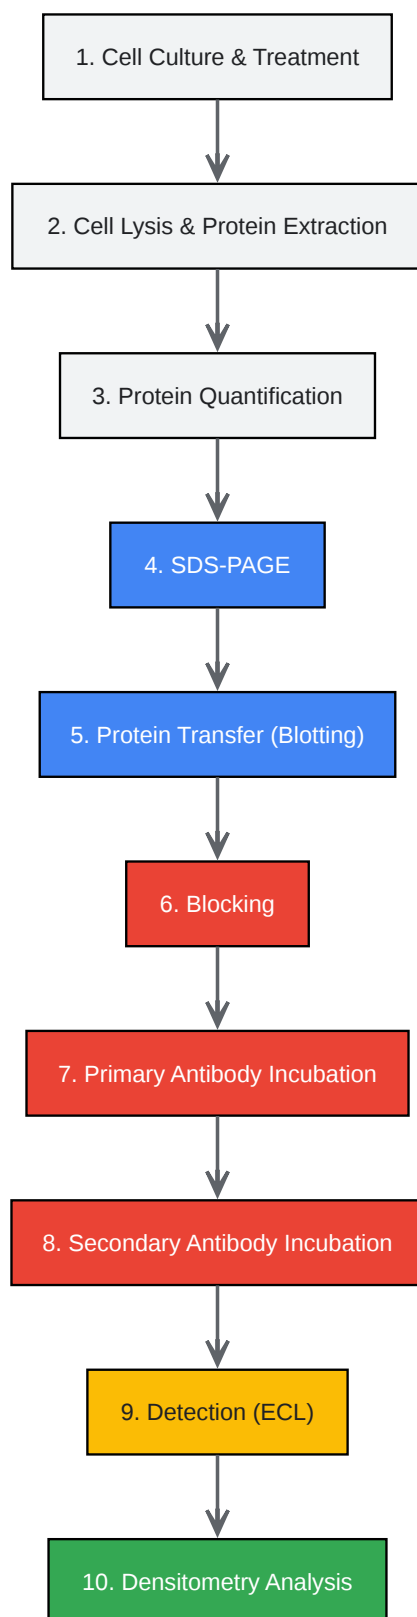 1. Cell Culture & Treatment
2. Cell Lysis & Protein Extraction
3. Protein Quantification
4. SDS-PAGE
5. Protein Transfer (Blotting)
6. Blocking
7. Primary Antibody Incubation
8. Secondary Antibody Incubation
9. Detection (ECL)
10. Densitometry Analysis